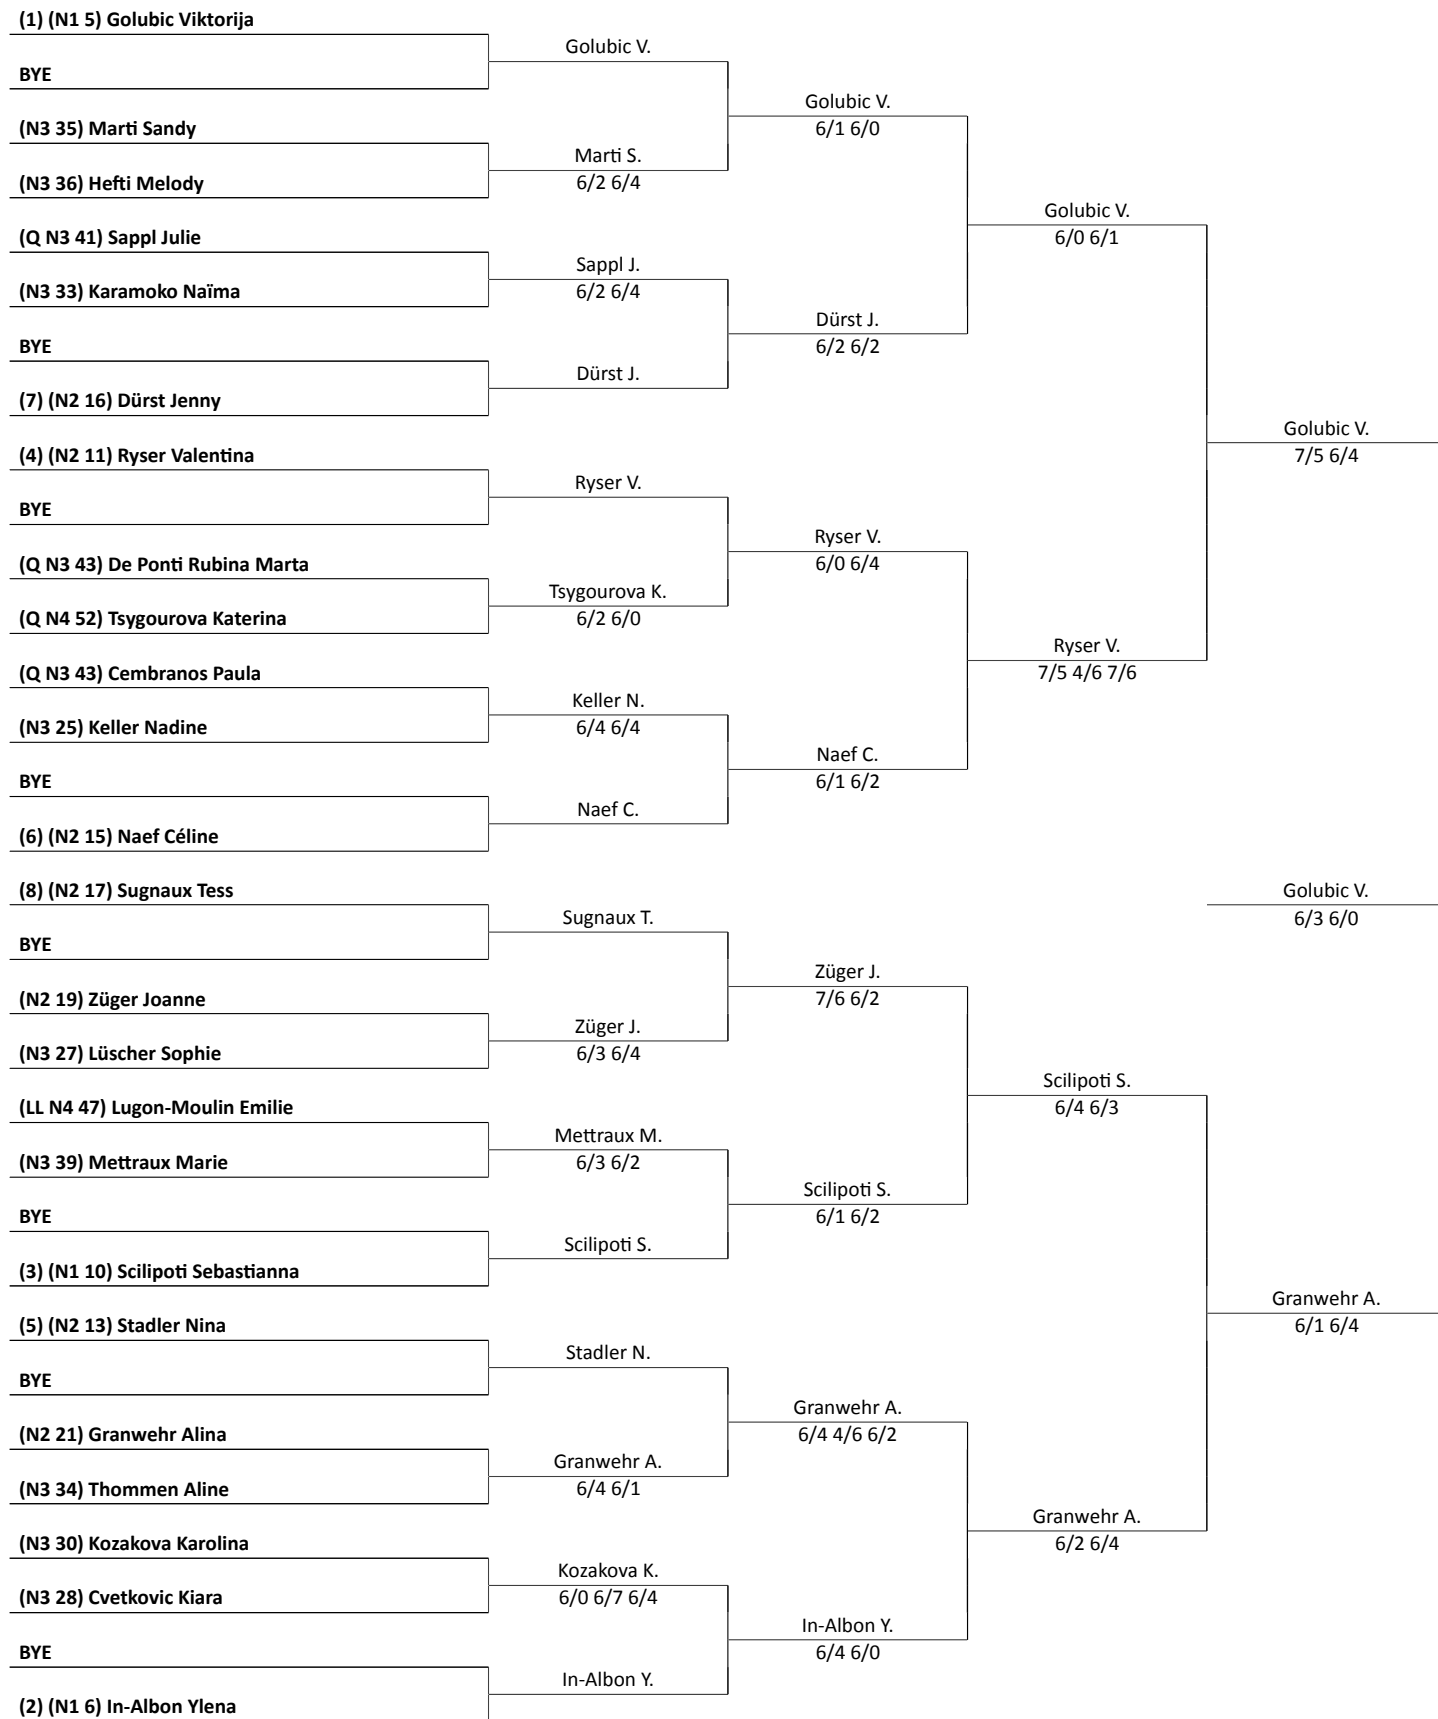 (1) (N1 5) Golubic Viktorija
BYE
(N3 35) Marti Sandy
(N3 36) Hefti Melody
(Q N3 41) Sappl Julie
(N3 33) Karamoko Naïma
BYE
(7) (N2 16) Dürst Jenny
(4) (N2 11) Ryser Valentina
BYE
(Q N3 43) De Ponti Rubina Marta
(Q N4 52) Tsygourova Katerina
(Q N3 43) Cembranos Paula
(N3 25) Keller Nadine
BYE
(6) (N2 15) Naef Céline
(8) (N2 17) Sugnaux Tess
BYE
(N2 19) Züger Joanne
(N3 27) Lüscher Sophie
(LL N4 47) Lugon-Moulin Emilie
(N3 39) Mettraux Marie
BYE
(3) (N1 10) Scilipoti Sebastianna
(5) (N2 13) Stadler Nina
BYE
(N2 21) Granwehr Alina
(N3 34) Thommen Aline
(N3 30) Kozakova Karolina
(N3 28) Cvetkovic Kiara
BYE
(2) (N1 6) In-Albon Ylena
Golubic V.
Marti S.
6/2 6/4
Sappl J.
6/2 6/4
Dürst J.
Ryser V.
Tsygourova K.
6/2 6/0
Keller N.
6/4 6/4
Naef C.
Sugnaux T.
Züger J.
6/3 6/4
Mettraux M.
6/3 6/2
Scilipoti S.
Stadler N.
Granwehr A.
6/4 6/1
Kozakova K.
6/0 6/7 6/4
In-Albon Y.
Golubic V.
6/1 6/0
Dürst J.
6/2 6/2
Ryser V.
6/0 6/4
Naef C.
6/1 6/2
Züger J.
7/6 6/2
Scilipoti S.
6/1 6/2
Granwehr A.
6/4 4/6 6/2
In-Albon Y.
6/4 6/0
Golubic V.
6/0 6/1
Ryser V.
7/5 4/6 7/6
Scilipoti S.
6/4 6/3
Granwehr A.
6/2 6/4
Golubic V.
7/5 6/4
Golubic V.
6/3 6/0
Granwehr A.
6/1 6/4